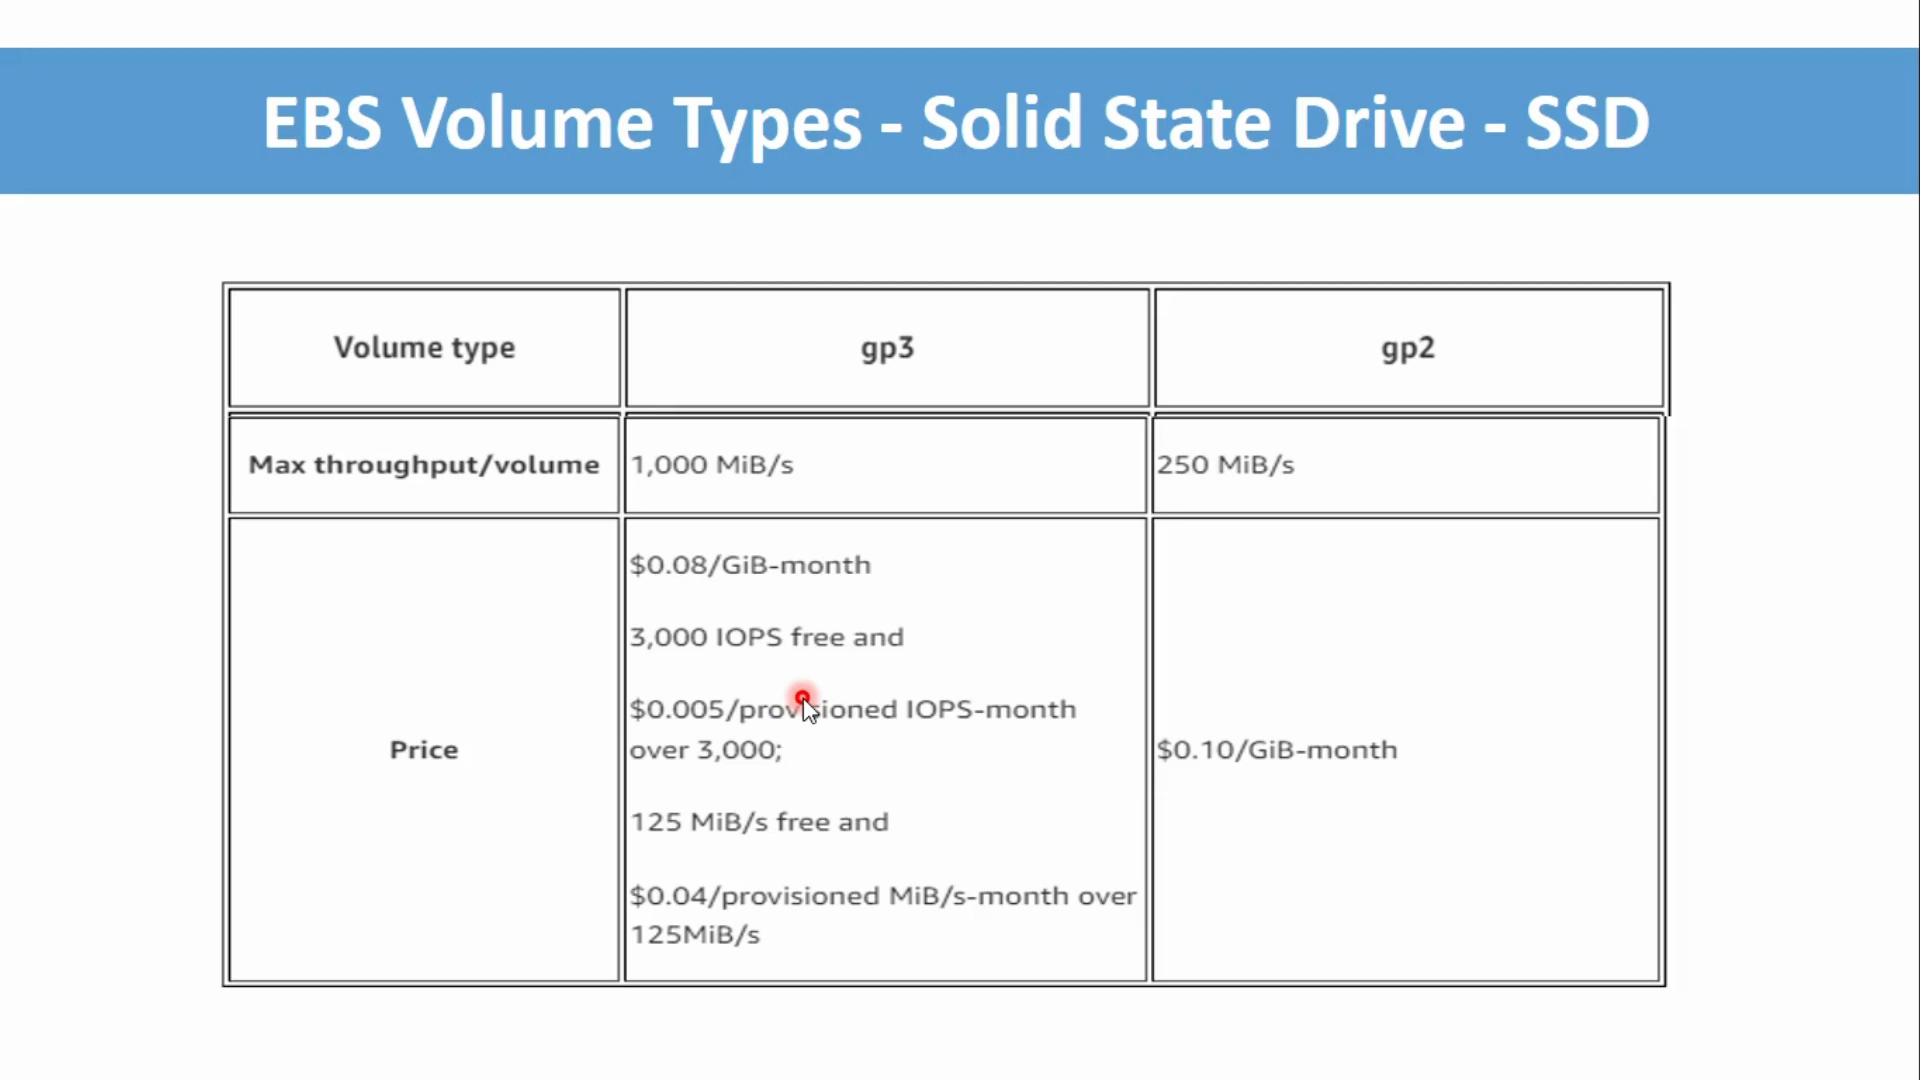 EBS Volume Types - Solid State Drive - SSD
Volume type
gp3
gp2
Max throughput/volume
1,000 MiB/s
250 MiB/s
Price
$0.08/GiB-month
3,000 IOPS free and
$0.005/provisioned IOPS-month
over 3,000;
125 MiB/s free and
$0.04/provisioned MiB/s-month over
125MiB/s
$0.10/GiB-month